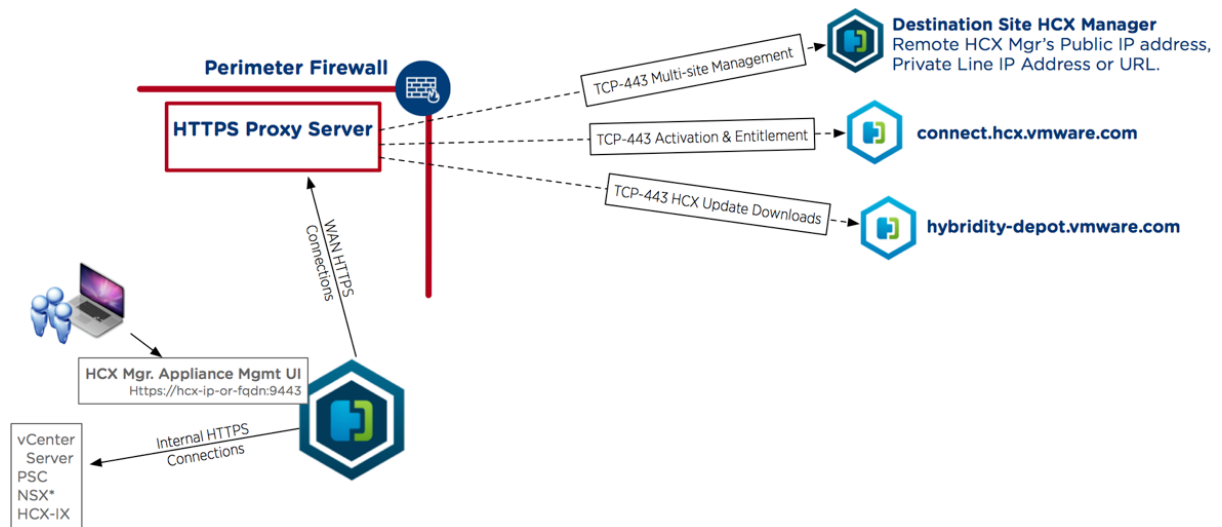 Destination Site HCX Manager
Remote HCX Mgr's Public IP address,
Private Line IP Address or URL.
Perimeter Firewall
TCP-443 Multi-site Management
HTTPS Proxy Server
TCP-443 Activation & Entitlement
connect.hcx.vmware.com
TCP-443 HCX Update Downloads
hybridity-depot.vmware.com
WAN HTTPS
Connections
HCX Mgr. Appliance Mgmt UI
Https://hcx-ip-or-fqdn:9443
Internal HTTPS
Connections
vCenter
Server
PSC
NSX*
HCX-IX